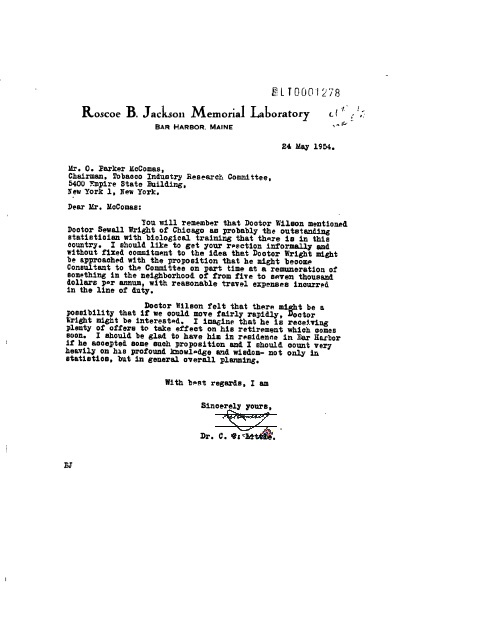 BLT0001278
Roscoe B. Jackson Memorial Laboratory
BAR HARBOR, MAINE
24 May 1954.
Mr. O. Parker McComas,
Chairman, Tobacco Industry Research Committee,
5400 Empire State Building,
New York 1, New York.
Dear Mr. McComas:
You will remember that Doctor Wilson mentioned
Doctor Sewall Wright of Chicago as probably the outstanding
statistician with biological training that there is in this
country. I should like to get your reaction informally and
without fixed commitment to the idea that Doctor Wright might
be approached with the proposition that he might become
Consultant to the Committee on part time at a remuneration of
something in the neighborhood of from five to seven thousand
dollars per annum, with reasonable travel expenses incurred
in the line of duty.
Doctor Wilson felt that there might be a
possibility that if we could move fairly rapidly, Doctor
Wright might be interested. I imagine that he is receiving
plenty of offers to take effect on his retirement which comes
soon. I should be glad to have him in residence in Bar Harbor
if he accepted some such proposition and I should count very
heavily on his profound knowledge and wisdom- not only in
statistics, but in general overall planning.
With best regards, I am
Sincerely yours,
Dr. C. C. Little.